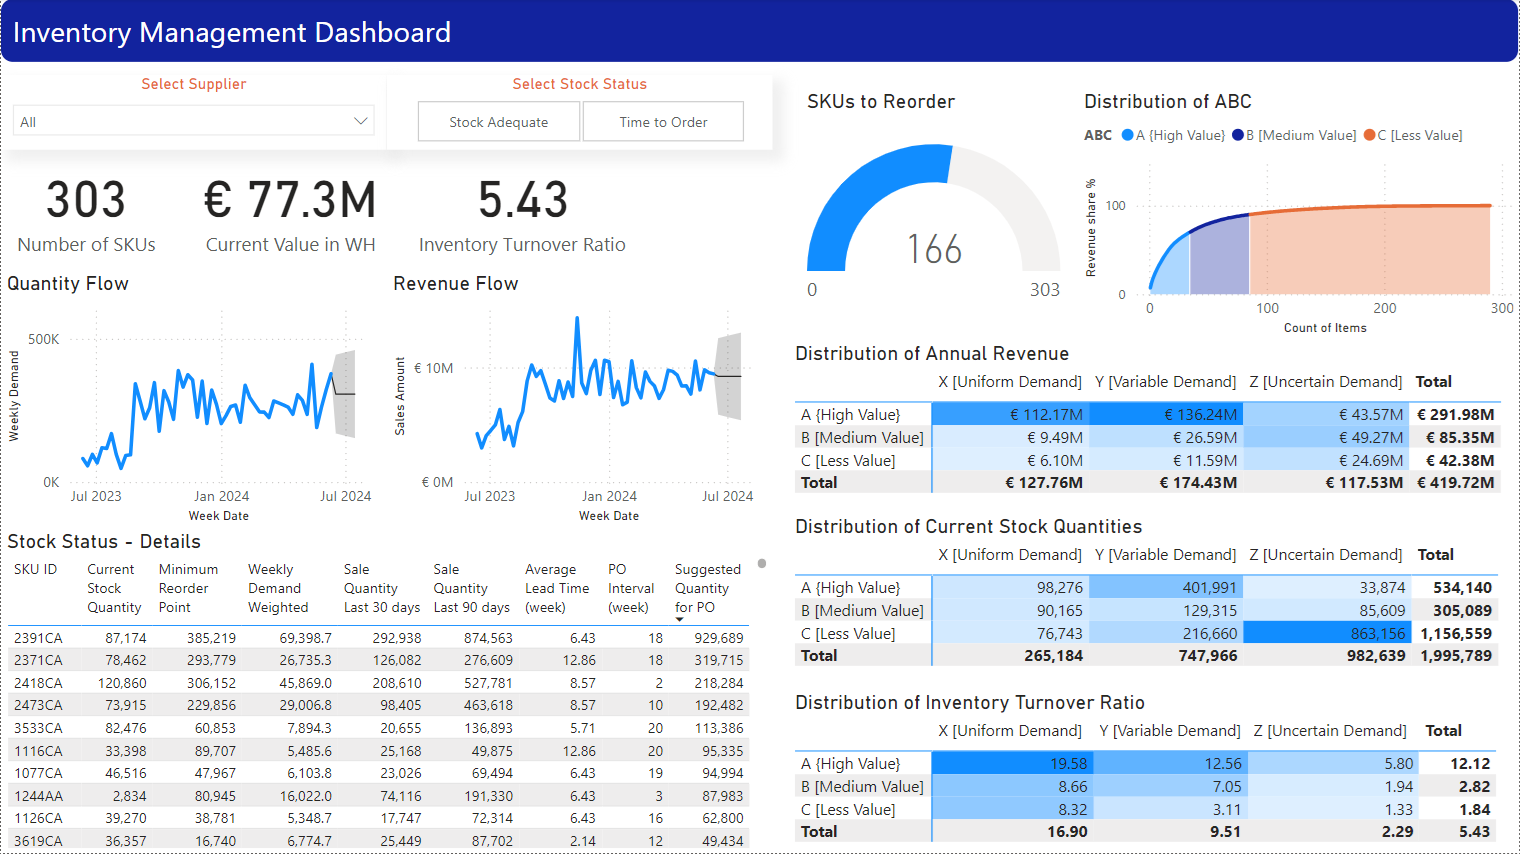 Inventory Management Dashboard
Select Supplier
All
Select Stock Status
Stock Adequate
Time to Order
303
Number of SKUs
€ 77.3M
Current Value in WH
5.43
Inventory Turnover Ratio
Quantity Flow
Weekly Demand
500K
0K
Jul 2023 Jan 2024 Jul 2024
Week Date
Revenue Flow
Sales Amount
€ 10M
€ 0M
Jul 2023 Jan 2024 Jul 2024
Week Date
Stock Status - Details
SKU ID Current Minimum Weekly Sale Sale Average PO Suggested
Stock Reorder Demand Quantity Quantity Lead Time Interval Quantity
Quantity Point Weighted Last 30 days Last 90 days (week) (week) for PO
2391CA 87,174 385,219 69,398.7 292,938 874,563 6.43 18 929,689
2371CA 78,462 293,779 26,735.3 126,082 276,609 12.86 18 319,715
2418CA 120,860 306,152 45,869.0 208,610 527,781 8.57 2 218,284
2473CA 73,915 229,856 29,006.8 98,405 463,618 8.57 10 192,482
3533CA 82,476 60,853 7,894.3 20,655 136,893 5.71 20 113,386
1116CA 33,398 89,707 5,485.6 25,168 49,875 12.86 20 95,335
1077CA 46,516 47,967 6,103.8 23,026 69,494 6.43 19 94,994
1244AA 2,834 80,945 16,022.0 74,116 191,330 6.43 3 87,983
1126CA 39,270 38,781 5,348.7 17,747 72,314 6.43 16 62,800
3619CA 36,357 16,740 6,774.7 25,449 87,702 2.14 12 49,434
SKUs to Reorder
166
0 303
Distribution of ABC
ABC A {High Value} B [Medium Value] C [Less Value]
Revenue share %
100
0
0 100 200 300
Count of Items
Distribution of Annual Revenue
X [Uniform Demand] Y [Variable Demand] Z [Uncertain Demand] Total
A {High Value} € 112.17M € 136.24M € 43.57M € 291.98M
B [Medium Value] € 9.49M € 26.59M € 49.27M € 85.35M
C [Less Value] € 6.10M € 11.59M € 24.69M € 42.38M
Total € 127.76M € 174.43M € 117.53M € 419.72M
Distribution of Current Stock Quantities
X [Uniform Demand] Y [Variable Demand] Z [Uncertain Demand] Total
A {High Value} 98,276 401,991 33,874 534,140
B [Medium Value] 90,165 129,315 85,609 305,089
C [Less Value] 76,743 216,660 863,156 1,156,559
Total 265,184 747,966 982,639 1,995,789
Distribution of Inventory Turnover Ratio
X [Uniform Demand] Y [Variable Demand] Z [Uncertain Demand] Total
A {High Value} 19.58 12.56 5.80 12.12
B [Medium Value] 8.66 7.05 1.94 2.82
C [Less Value] 8.32 3.11 1.33 1.84
Total 16.90 9.51 2.29 5.43